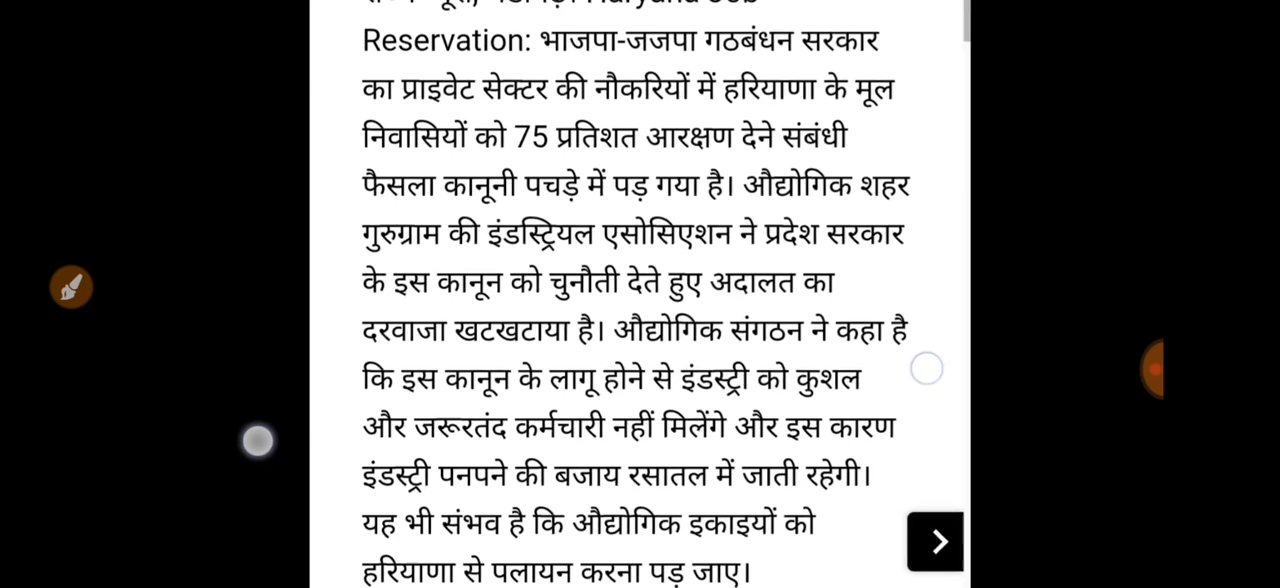 Reservation: भाजपा-जजपा गठबंधन सरकार
का प्राइवेट सेक्टर की नौकरियों में हरियाणा के मूल
निवासियों को 75 प्रतिशत आरक्षण देने संबंधी
फैसला कानूनी पचड़े में पड़ गया है। औद्योगिक शहर
गुरुग्राम की इंडस्ट्रियल एसोसिएशन ने प्रदेश सरकार
के इस कानून को चुनौती देते हुए अदालत का
दरवाजा खटखटाया है। औद्योगिक संगठन ने कहा है
कि इस कानून के लागू होने से इंडस्ट्री को कुशल
और जरूरतंद कर्मचारी नहीं मिलेंगे और इस कारण
इंडस्ट्री पनपने की बजाय रसातल में जाती रहेगी।
यह भी संभव है कि औद्योगिक इकाइयों को
हरियाणा से पलायन करना पड़ जाए।